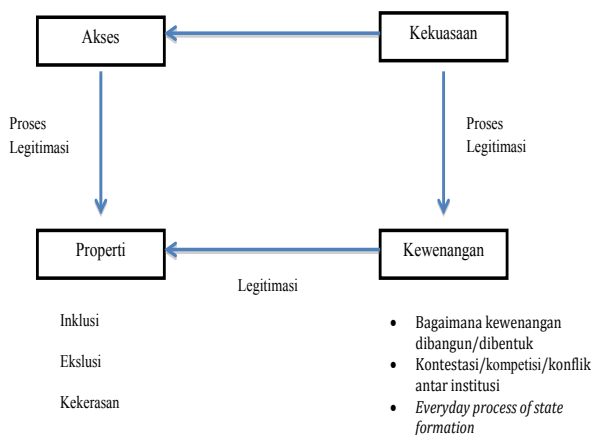 Akses
Kekuasaan
Proses
Legitimasi
Proses
Legitimasi
Properti
Kewenangan
Legitimasi
Inklusi
Ekslusi
Kekerasan
• Bagaimana kewenangan
dibangun/dibentuk
• Kontestasi/kompetisi/konflik
antar institusi
• Everyday process of state
formation